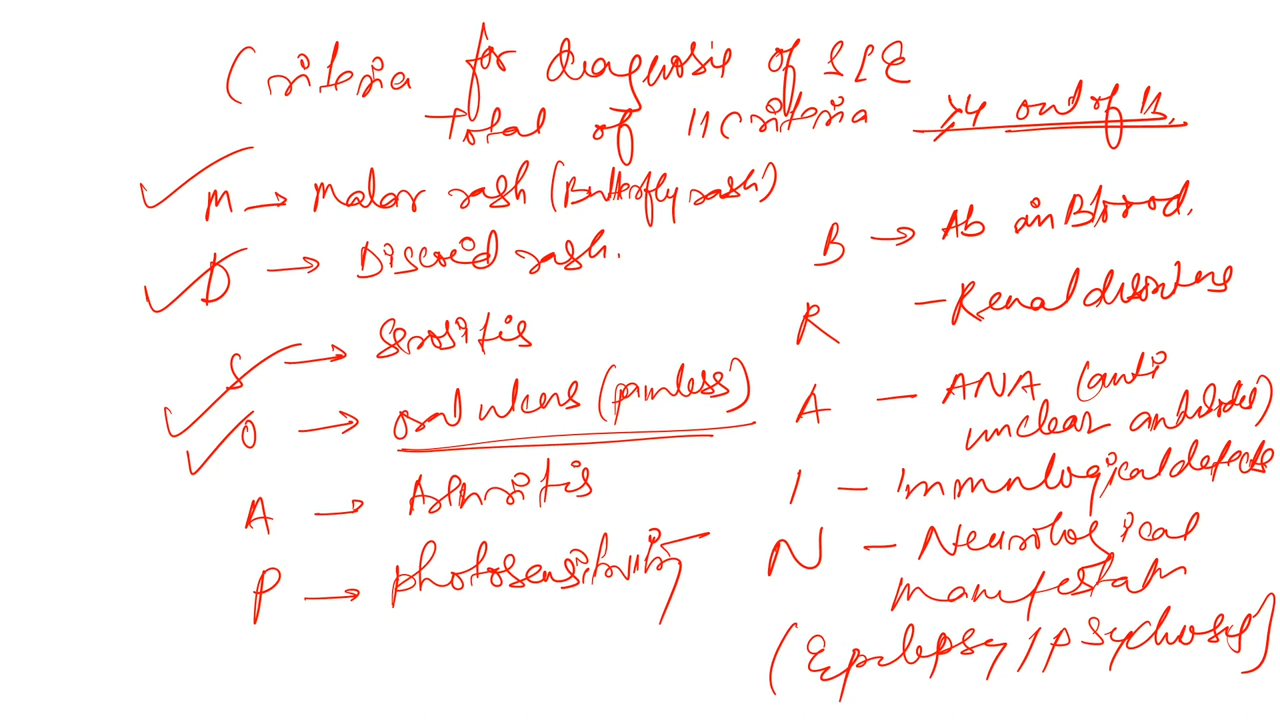 Criteria for diagnosis of SLE
Total of 11 Criteria ≥4 out of 11.
M → Malar rash (Butterfly rash)
D → Discoid rash.
S → Serositis
O → oral ulcers (painless)
A → Arthritis
P → photosensitivity
B → Ab in Blood.
R - Renal disorders
A - ANA (anti
nuclear antibodies)
I - Immnlogical defects
N - Neurological
manifestatn
(Epilepsy / psychosis)